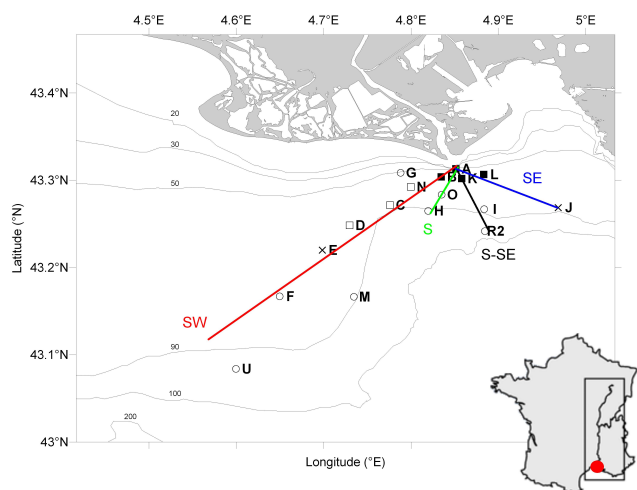 4.5° 4.6° 4.7° 4.8° 4.9° 5°
43.4°N
20
30
50
A
G B K L
N
SE
43.3°N
O
C H I J
D S R2
E S-SE
43.2°N
Latitude (°N)
F M
SW
90
43.1°N
U
100
200
43°N
Longitude (°E)